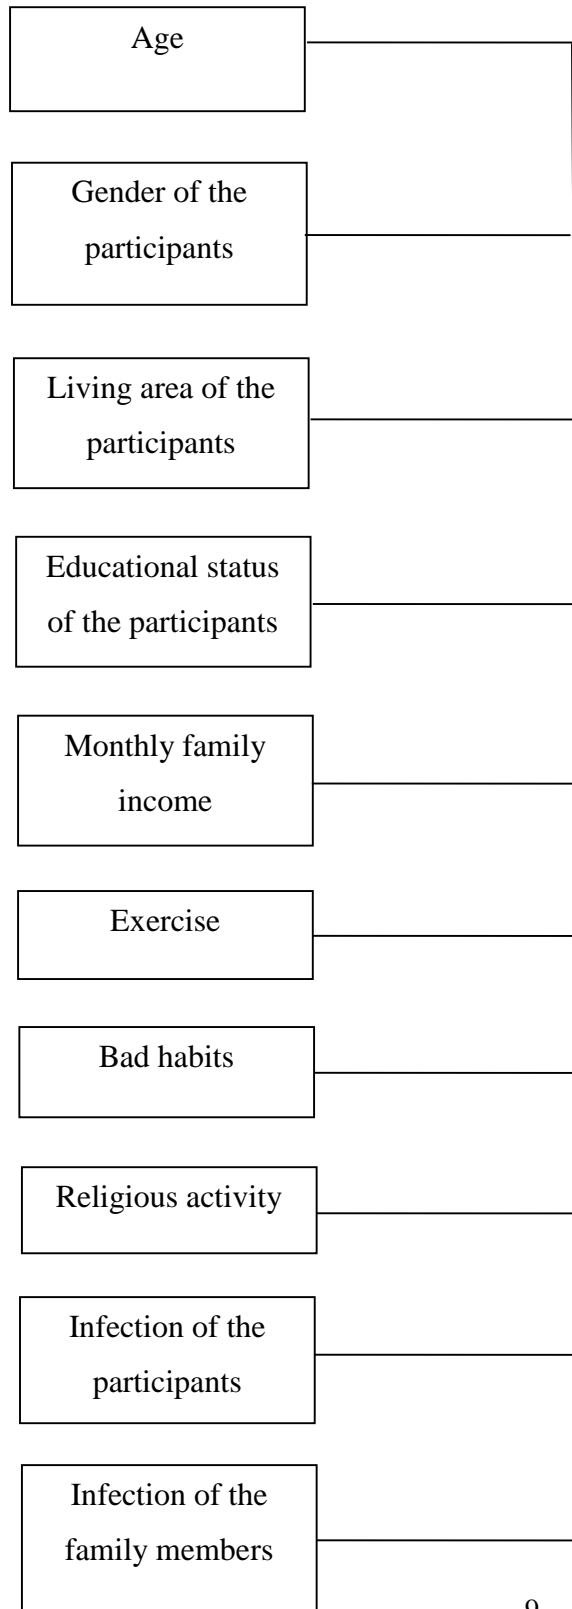 Age
Gender of the
participants
Living area of the
participants
Educational status
of the participants
Monthly family
income
Exercise
Bad habits
Religious activity
Infection of the
participants
Infection of the
family members
9